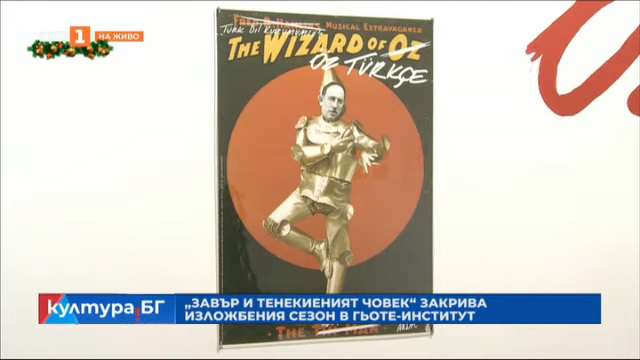 1
НА ЖИВО
FRED R. HAMLIN'S MUSICAL EXTRAVAGANZA
THE WIZARD OF OZ
OZ TÜRKÇE
THE TIN MAN
култура.БГ
„ЗАВЪР И ТЕНЕКИЕНИЯТ ЧОВЕК“ ЗАКРИВА
ИЗЛОЖБЕНИЯ СЕЗОН В ГЬОТЕ-ИНСТИТУТ